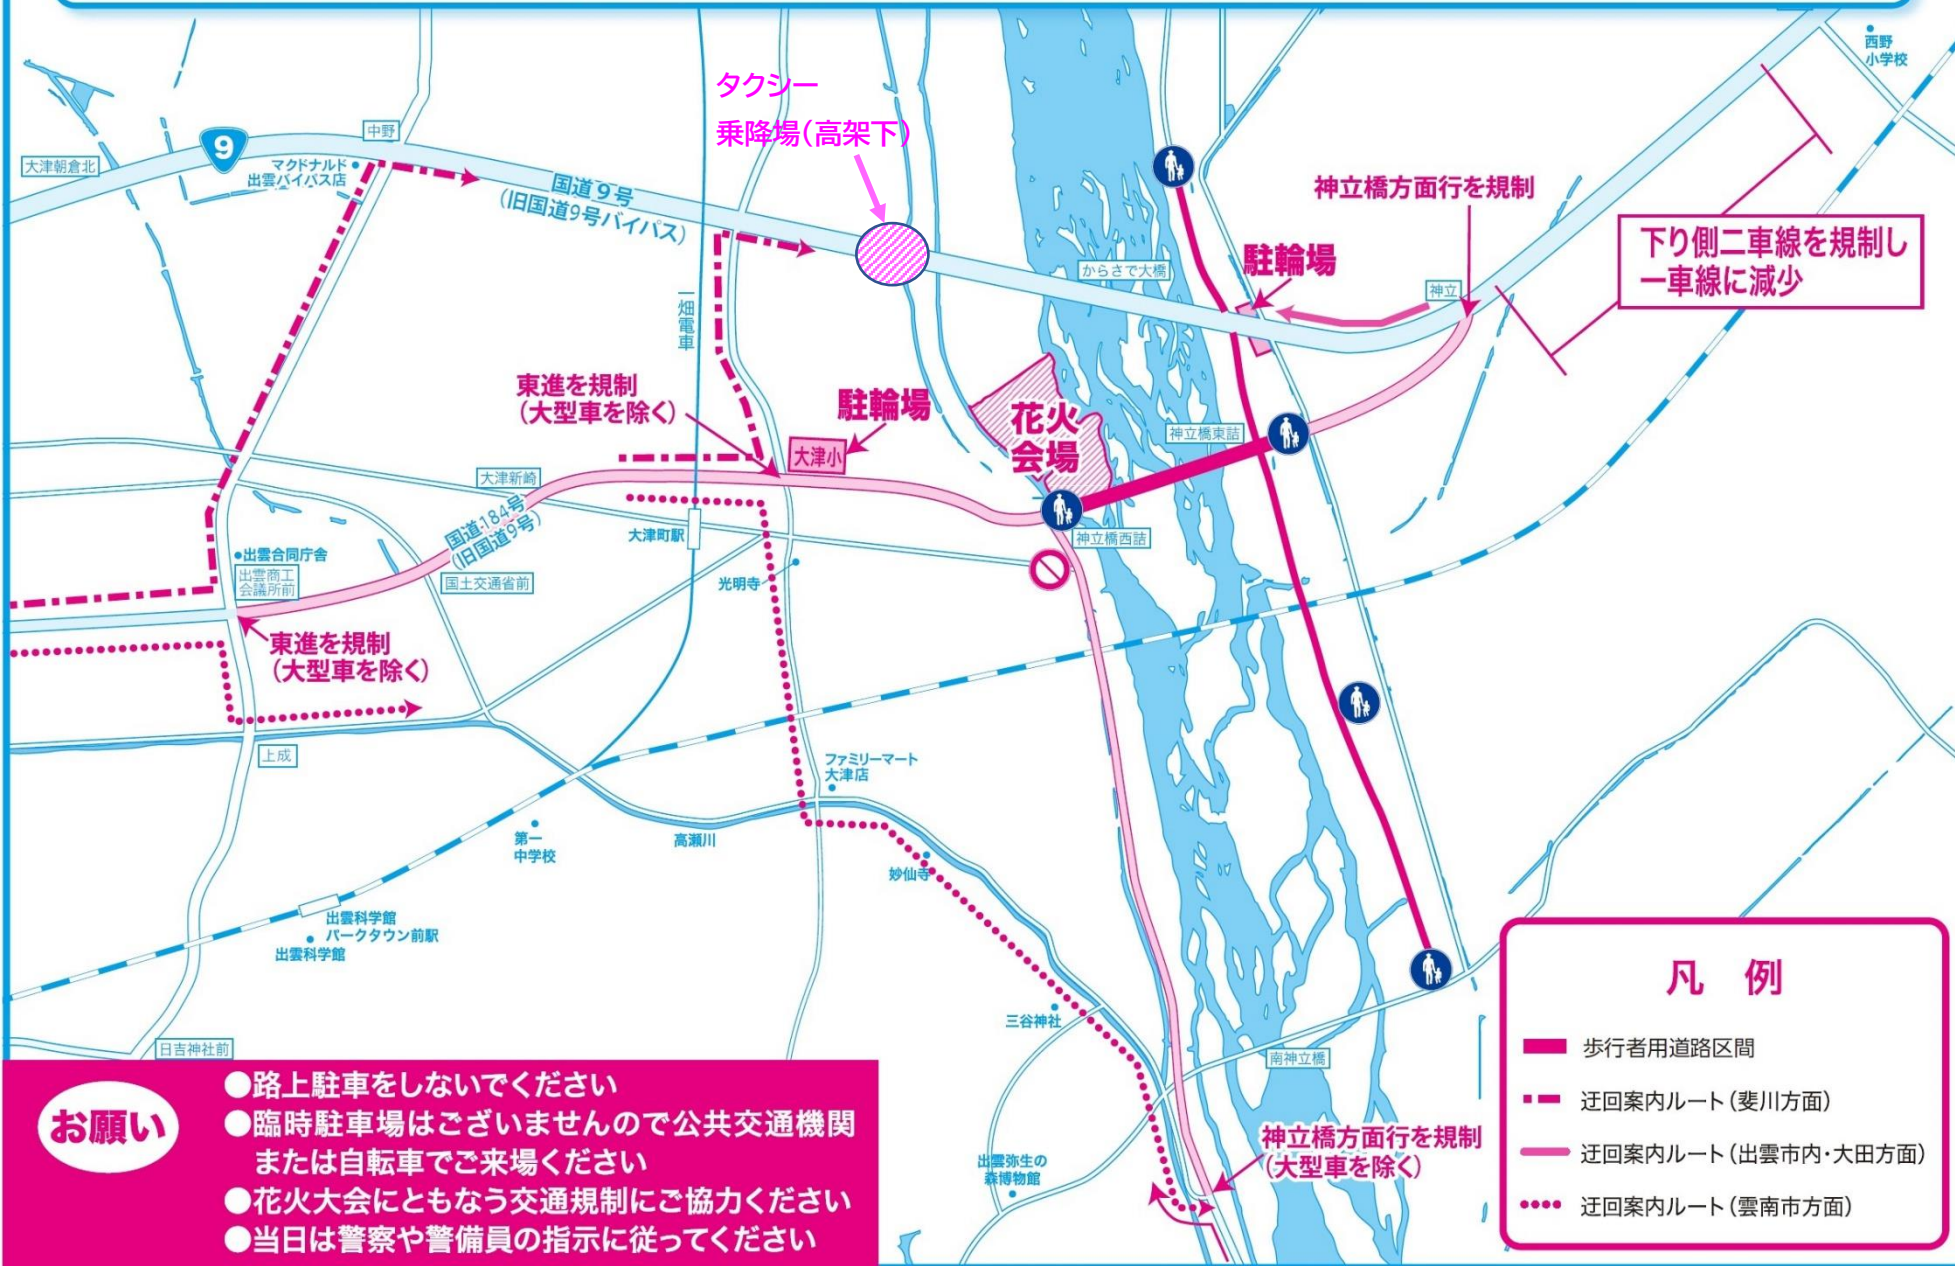 西野
小学校
タクシー
乗降場(高架下)
9
中野
大津朝倉北
マクドナルド
出雲バイパス店
国道9号
(旧国道9号バイパス)
神立橋方面行を規制
下り側二車線を規制し
一車線に減少
からさで大橋
駐輪場
神立
一畑電車
東進を規制
(大型車を除く)
駐輪場
大津小
花火
会場
神立橋東詰
大津新崎
国道184号
(旧国道9号)
大津町駅
神立橋西詰
出雲合同庁舎
出雲商工
会議所前
国土交通省前
光明寺
東進を規制
(大型車を除く)
上成
ファミリーマート
大津店
第一
中学校
高瀬川
妙仙寺
出雲科学館
パークタウン前駅
出雲科学館
三谷神社
日吉神社前
南神立橋
出雲弥生の
森博物館
神立橋方面行を規制
(大型車を除く)
お願い
●路上駐車をしないでください
●臨時駐車場はございませんので公共交通機関
または自転車でご来場ください
●花火大会にともなう交通規制にご協力ください
●当日は警察や警備員の指示に従ってください
凡 例
歩行者用道路区間
迂回案内ルート(斐川方面)
迂回案内ルート(出雲市内・大田方面)
迂回案内ルート(雲南市方面)